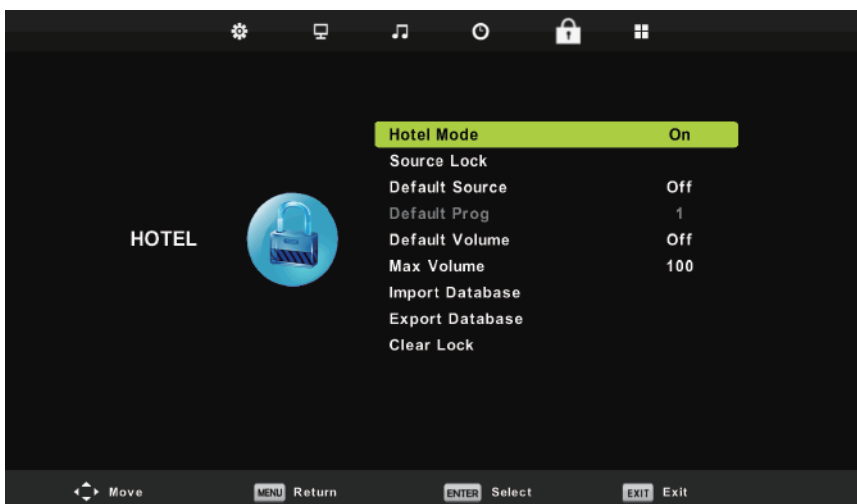 Hotel Mode On
Source Lock
Default Source Off
Default Prog 1
HOTEL
Default Volume Off
Max Volume 100
Import Database
Export Database
Clear Lock
Move MENU Return ENTER Select EXIT Exit